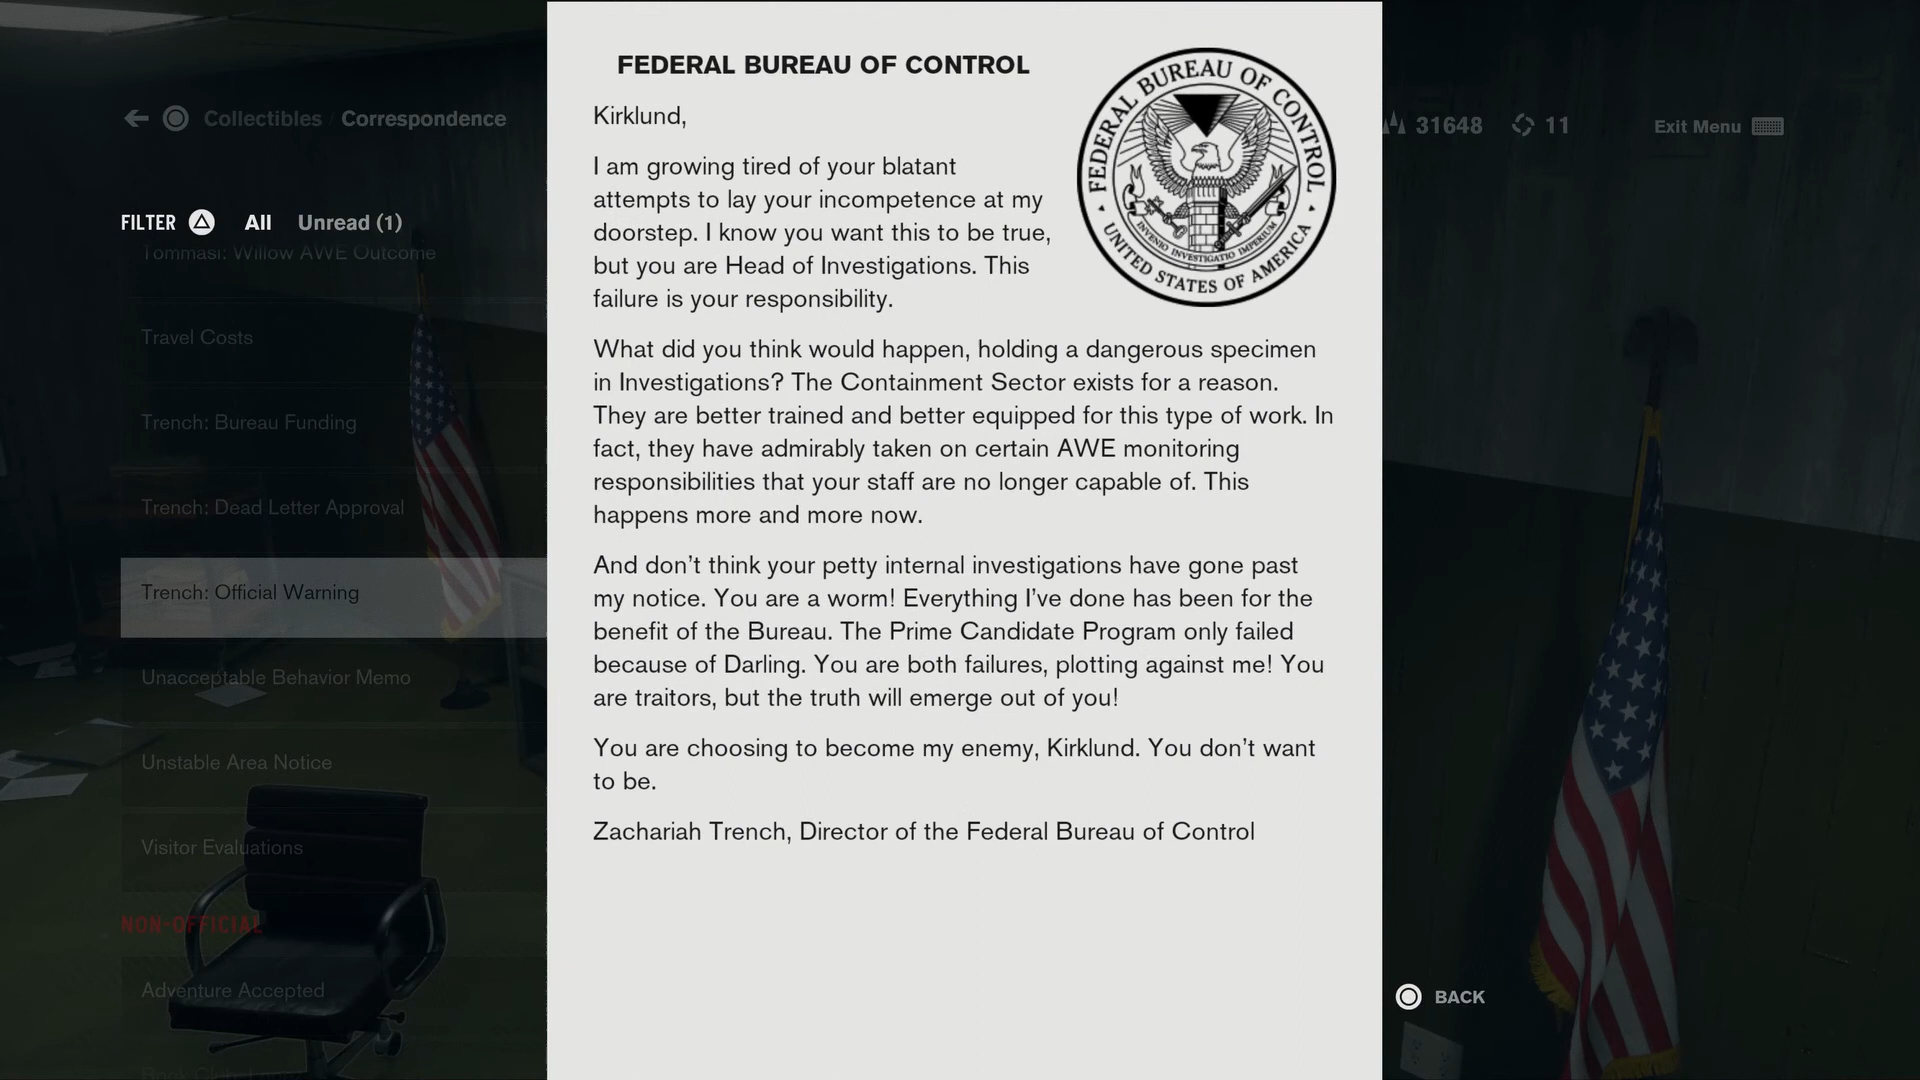 Collectibles / Correspondence
FILTER All Unread (1)
Tommasi: Willow AWE Outcome
Travel Costs
Trench: Bureau Funding
Trench: Dead Letter Approval
Trench: Official Warning
Unacceptable Behavior Memo
Unstable Area Notice
Visitor Evaluations
NON-OFFICIAL
Adventure Accepted
FEDERAL BUREAU OF CONTROL
FEDERAL BUREAU OF CONTROL
UNITED STATES OF AMERICA
INVENIO INVESTIGATIO IMPERIUM
Kirklund,
I am growing tired of your blatant
attempts to lay your incompetence at my
doorstep. I know you want this to be true,
but you are Head of Investigations. This
failure is your responsibility.
What did you think would happen, holding a dangerous specimen
in Investigations? The Containment Sector exists for a reason.
They are better trained and better equipped for this type of work. In
fact, they have admirably taken on certain AWE monitoring
responsibilities that your staff are no longer capable of. This
happens more and more now.
And don’t think your petty internal investigations have gone past
my notice. You are a worm! Everything I’ve done has been for the
benefit of the Bureau. The Prime Candidate Program only failed
because of Darling. You are both failures, plotting against me! You
are traitors, but the truth will emerge out of you!
You are choosing to become my enemy, Kirklund. You don’t want
to be.
Zachariah Trench, Director of the Federal Bureau of Control
31648 11 Exit Menu
BACK